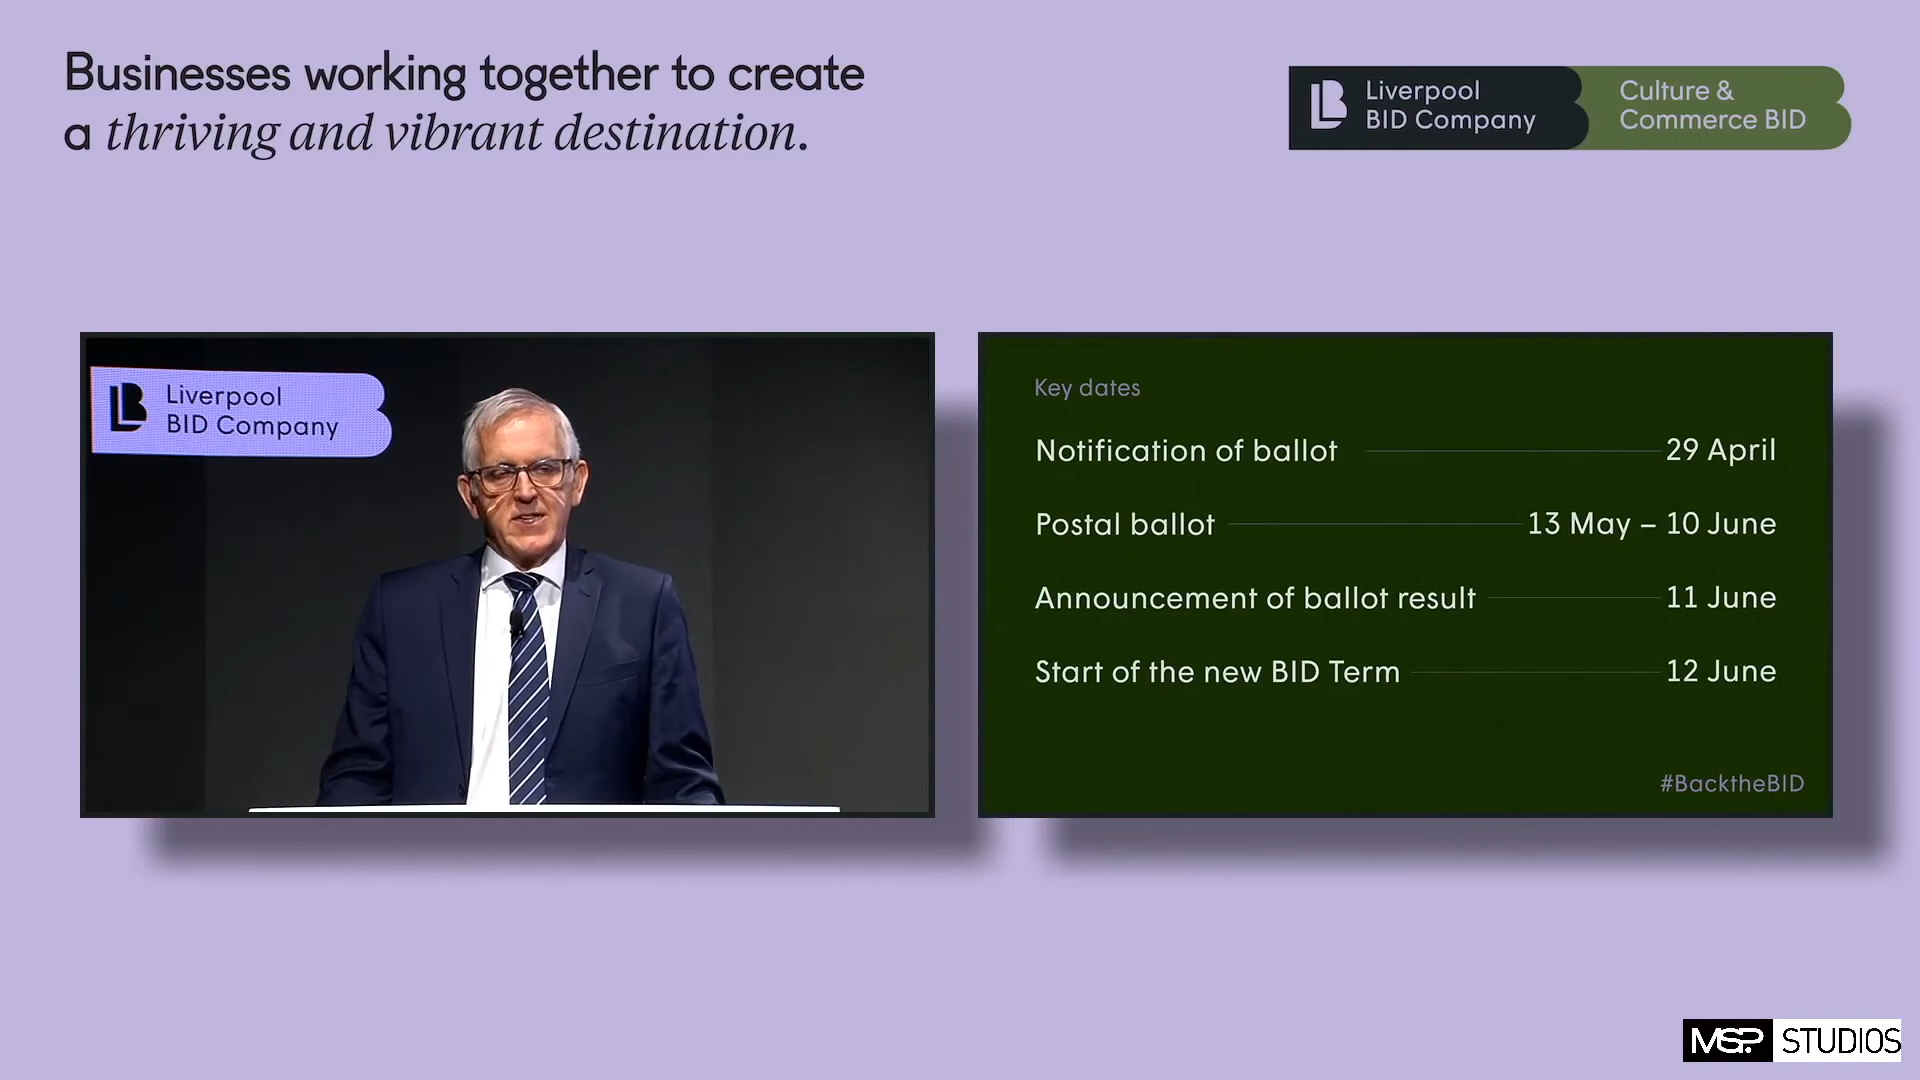 Businesses working together to create
a thriving and vibrant destination.
Liverpool
BID Company
Culture &
Commerce BID
Liverpool
BID Company
Key dates
Notification of ballot 29 April
Postal ballot 13 May – 10 June
Announcement of ballot result 11 June
Start of the new BID Term 12 June
#BacktheBID
MSP. STUDIOS